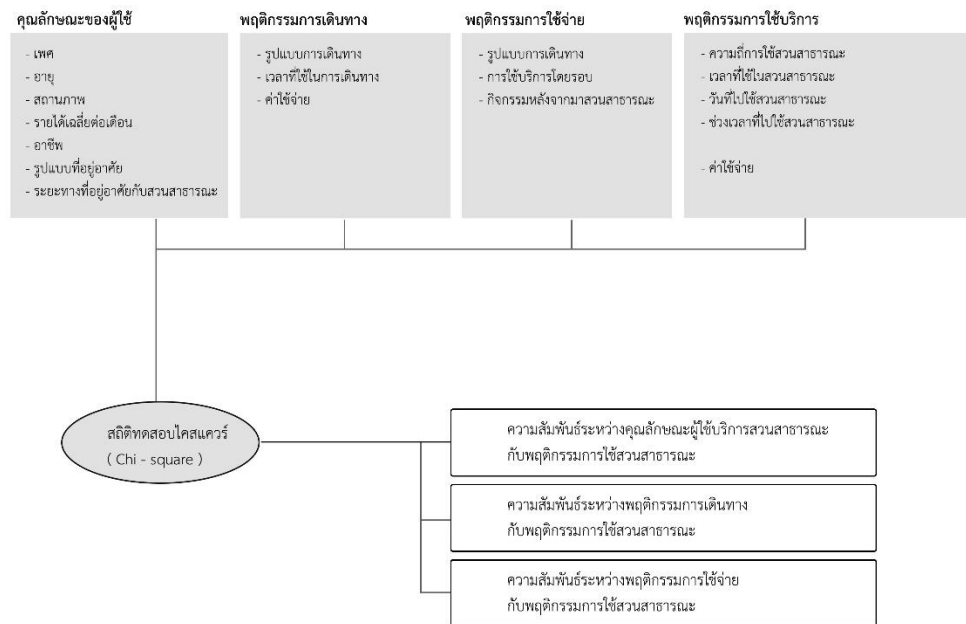 คุณลักษณะของผู้ใช้
- เพศ
- อายุ
- สถานภาพ
- รายได้เฉลี่ยต่อเดือน
- อาชีพ
- รูปแบบที่อยู่อาศัย
- ระยะทางที่อยู่อาศัยกับสวนสาธารณะ
พฤติกรรมการเดินทาง
- รูปแบบการเดินทาง
- เวลาที่ใช้ในการเดินทาง
- ค่าใช้จ่าย
พฤติกรรมการใช้จ่าย
- รูปแบบการเดินทาง
- การใช้บริการโดยรอบ
- กิจกรรมหลังจากมาสวนสาธารณะ
พฤติกรรมการใช้บริการ
- ความถี่การใช้สวนสาธารณะ
- เวลาที่ใช้ในสวนสาธารณะ
- วันที่ไปใช้สวนสาธารณะ
- ช่วงเวลาที่ไปใช้สวนสาธารณะ
- ค่าใช้จ่าย
สถิติทดสอบไคสแควร์
( Chi - square )
ความสัมพันธ์ระหว่างคุณลักษณะผู้ใช้บริการสวนสาธารณะ
กับพฤติกรรมการใช้สวนสาธารณะ
ความสัมพันธ์ระหว่างพฤติกรรมการเดินทาง
กับพฤติกรรมการใช้สวนสาธารณะ
ความสัมพันธ์ระหว่างพฤติกรรมการใช้จ่าย
กับพฤติกรรมการใช้สวนสาธารณะ